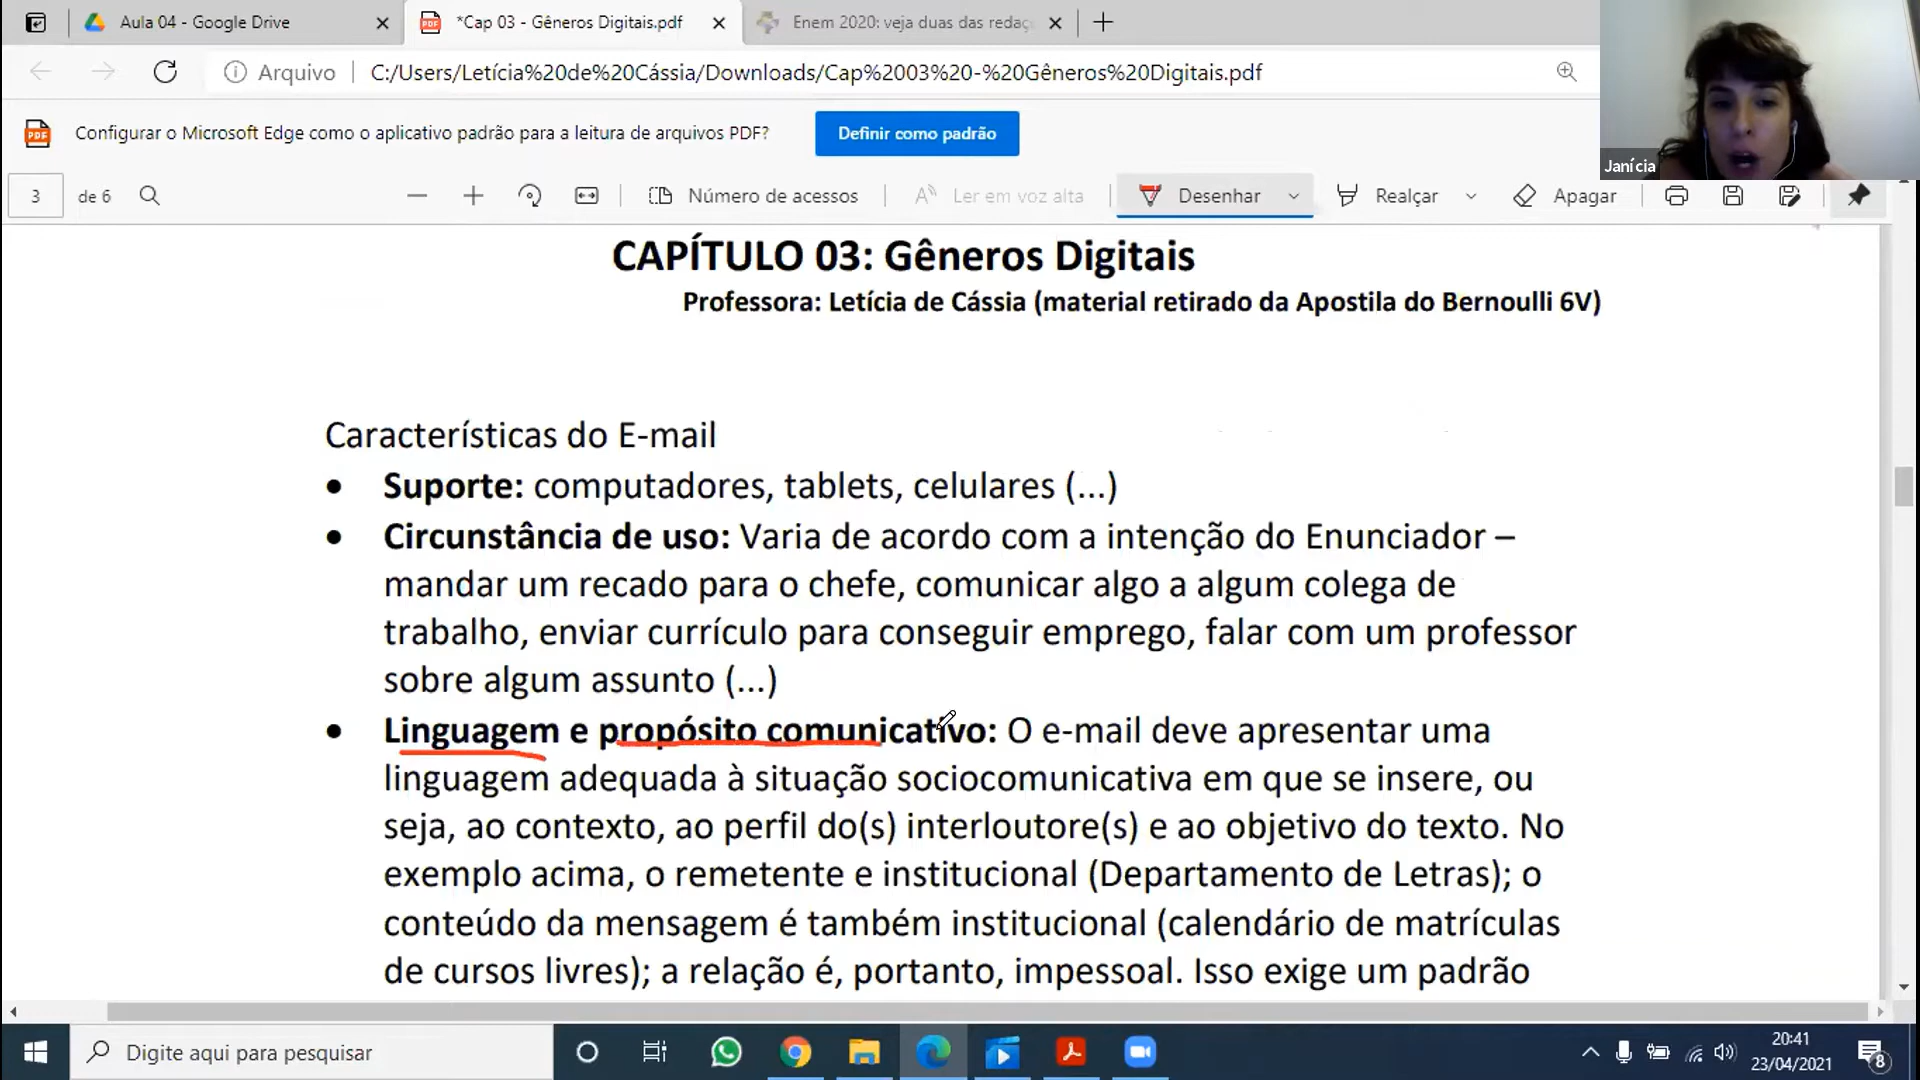 Aula 04 - Google Drive
*Cap 03 - Gêneros Digitais.pdf
Enem 2020: veja duas das redaç
Arquivo
C:/Users/Letícia%20de%20Cássia/Downloads/Cap%2003%20-%20Gêneros%20Digitais.pdf
PDF
Configurar o Microsoft Edge como o aplicativo padrão para a leitura de arquivos PDF?
Definir como padrão
Janícia
3
de 6
Número de acessos
Ler em voz alta
Desenhar
Realçar
Apagar
CAPÍTULO 03: Gêneros Digitais
Professora: Letícia de Cássia (material retirado da Apostila do Bernoulli 6V)
Características do E-mail
• Suporte: computadores, tablets, celulares (...)
• Circunstância de uso: Varia de acordo com a intenção do Enunciador –
mandar um recado para o chefe, comunicar algo a algum colega de
trabalho, enviar currículo para conseguir emprego, falar com um professor
sobre algum assunto (...)
• Linguagem e propósito comunicativo: O e-mail deve apresentar uma
linguagem adequada à situação sociocomunicativa em que se insere, ou
seja, ao contexto, ao perfil do(s) interloutore(s) e ao objetivo do texto. No
exemplo acima, o remetente e institucional (Departamento de Letras); o
conteúdo da mensagem é também institucional (calendário de matrículas
de cursos livres); a relação é, portanto, impessoal. Isso exige um padrão
Digite aqui para pesquisar
20:41
23/04/2021
8